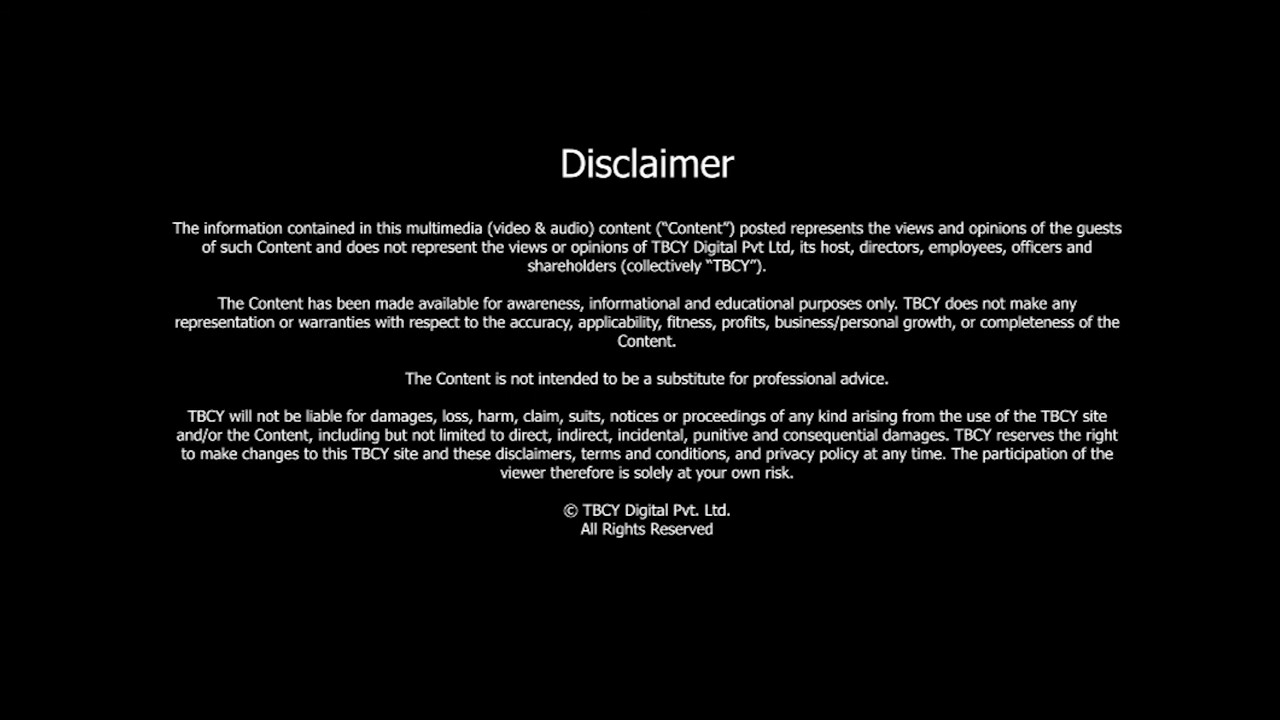 Disclaimer
The information contained in this multimedia (video & audio) content (“Content”) posted represents the views and opinions of the guests
of such Content and does not represent the views or opinions of TBCY Digital Pvt Ltd, its host, directors, employees, officers and
shareholders (collectively “TBCY”).
The Content has been made available for awareness, informational and educational purposes only. TBCY does not make any
representation or warranties with respect to the accuracy, applicability, fitness, profits, business/personal growth, or completeness of the
Content.
The Content is not intended to be a substitute for professional advice.
TBCY will not be liable for damages, loss, harm, claim, suits, notices or proceedings of any kind arising from the use of the TBCY site
and/or the Content, including but not limited to direct, indirect, incidental, punitive and consequential damages. TBCY reserves the right
to make changes to this TBCY site and these disclaimers, terms and conditions, and privacy policy at any time. The participation of the
viewer therefore is solely at your own risk.
© TBCY Digital Pvt. Ltd.
All Rights Reserved